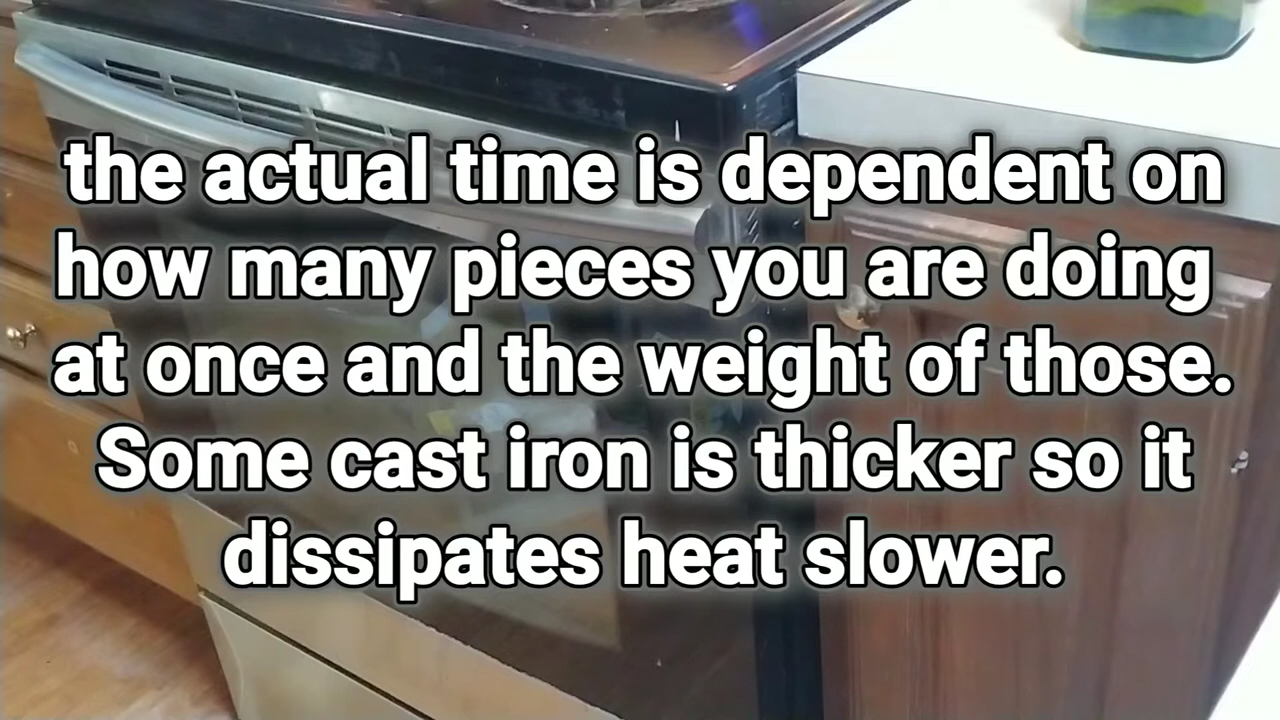 the actual time is dependent on
how many pieces you are doing
at once and the weight of those.
Some cast iron is thicker so it
dissipates heat slower.